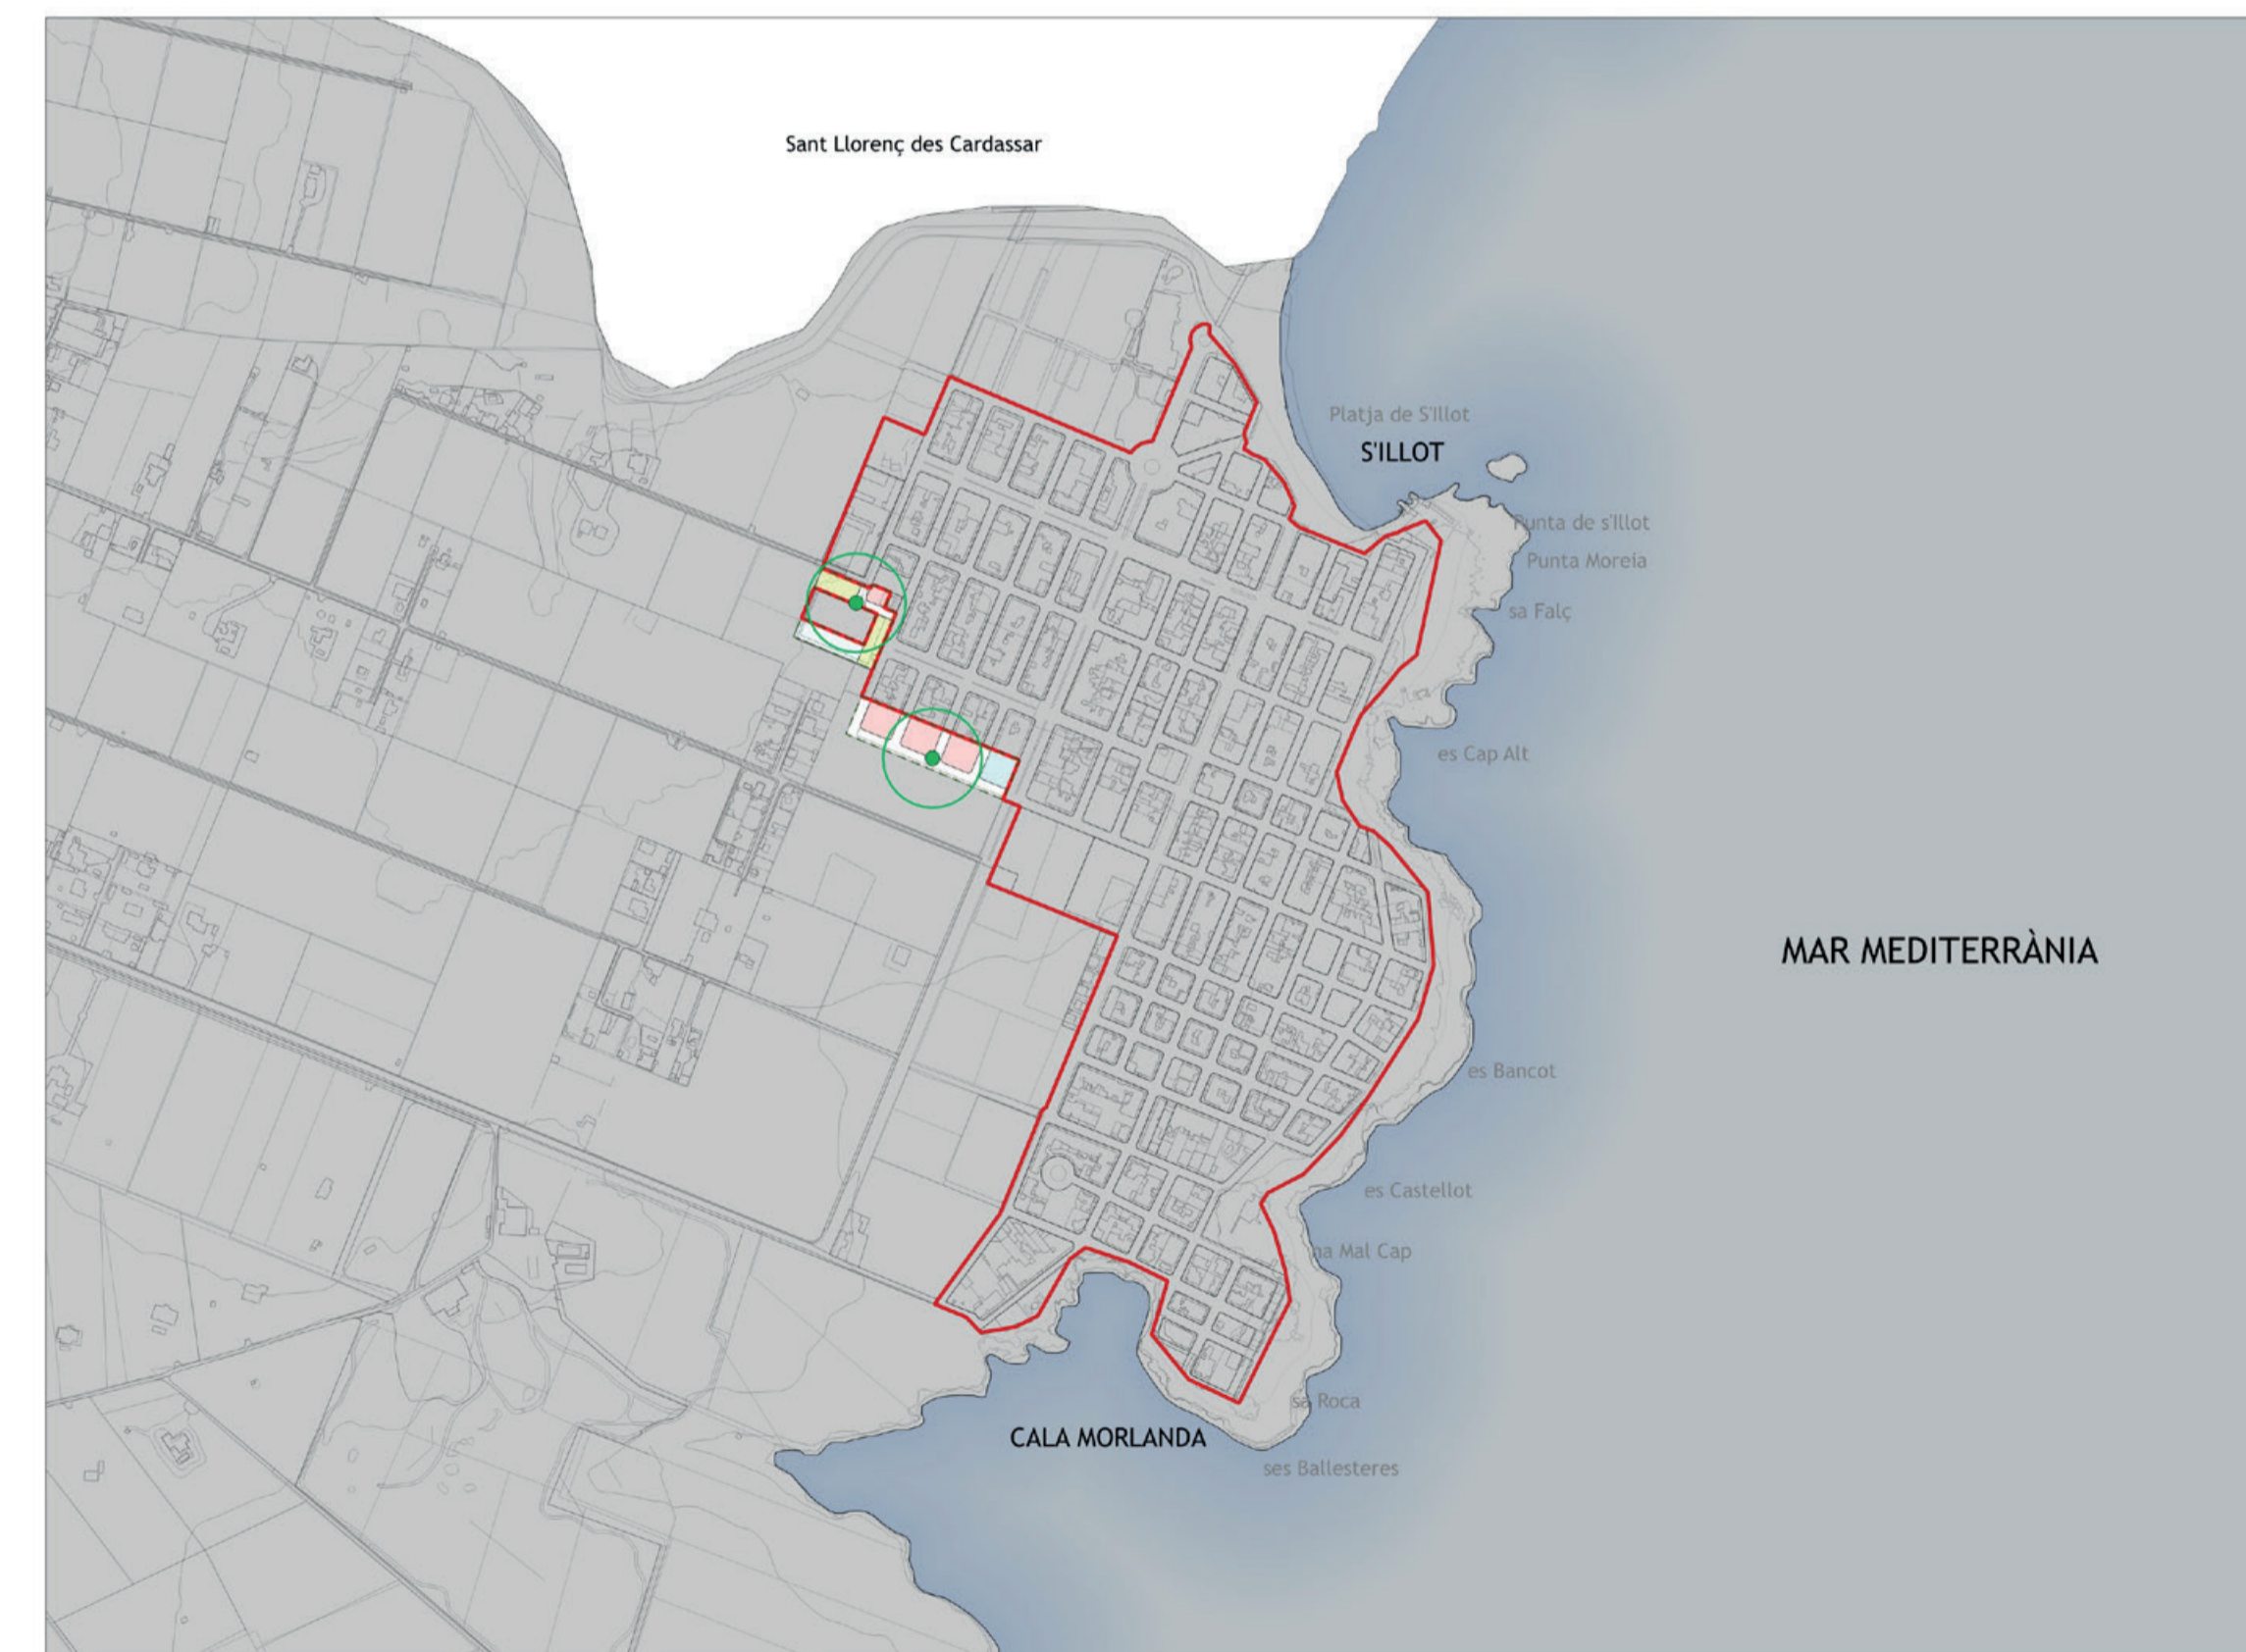 Sant Llorenç des Cardassar
Platja de S'Illot
S'ILLOT
Punta de s'Illot
Punta Moreia
sa Falç
es Cap Alt
MAR MEDITERRÀNIA
es Bancot
es Castellot
na Mal Cap
sa Roca
CALA MORLANDA
ses Ballesteres